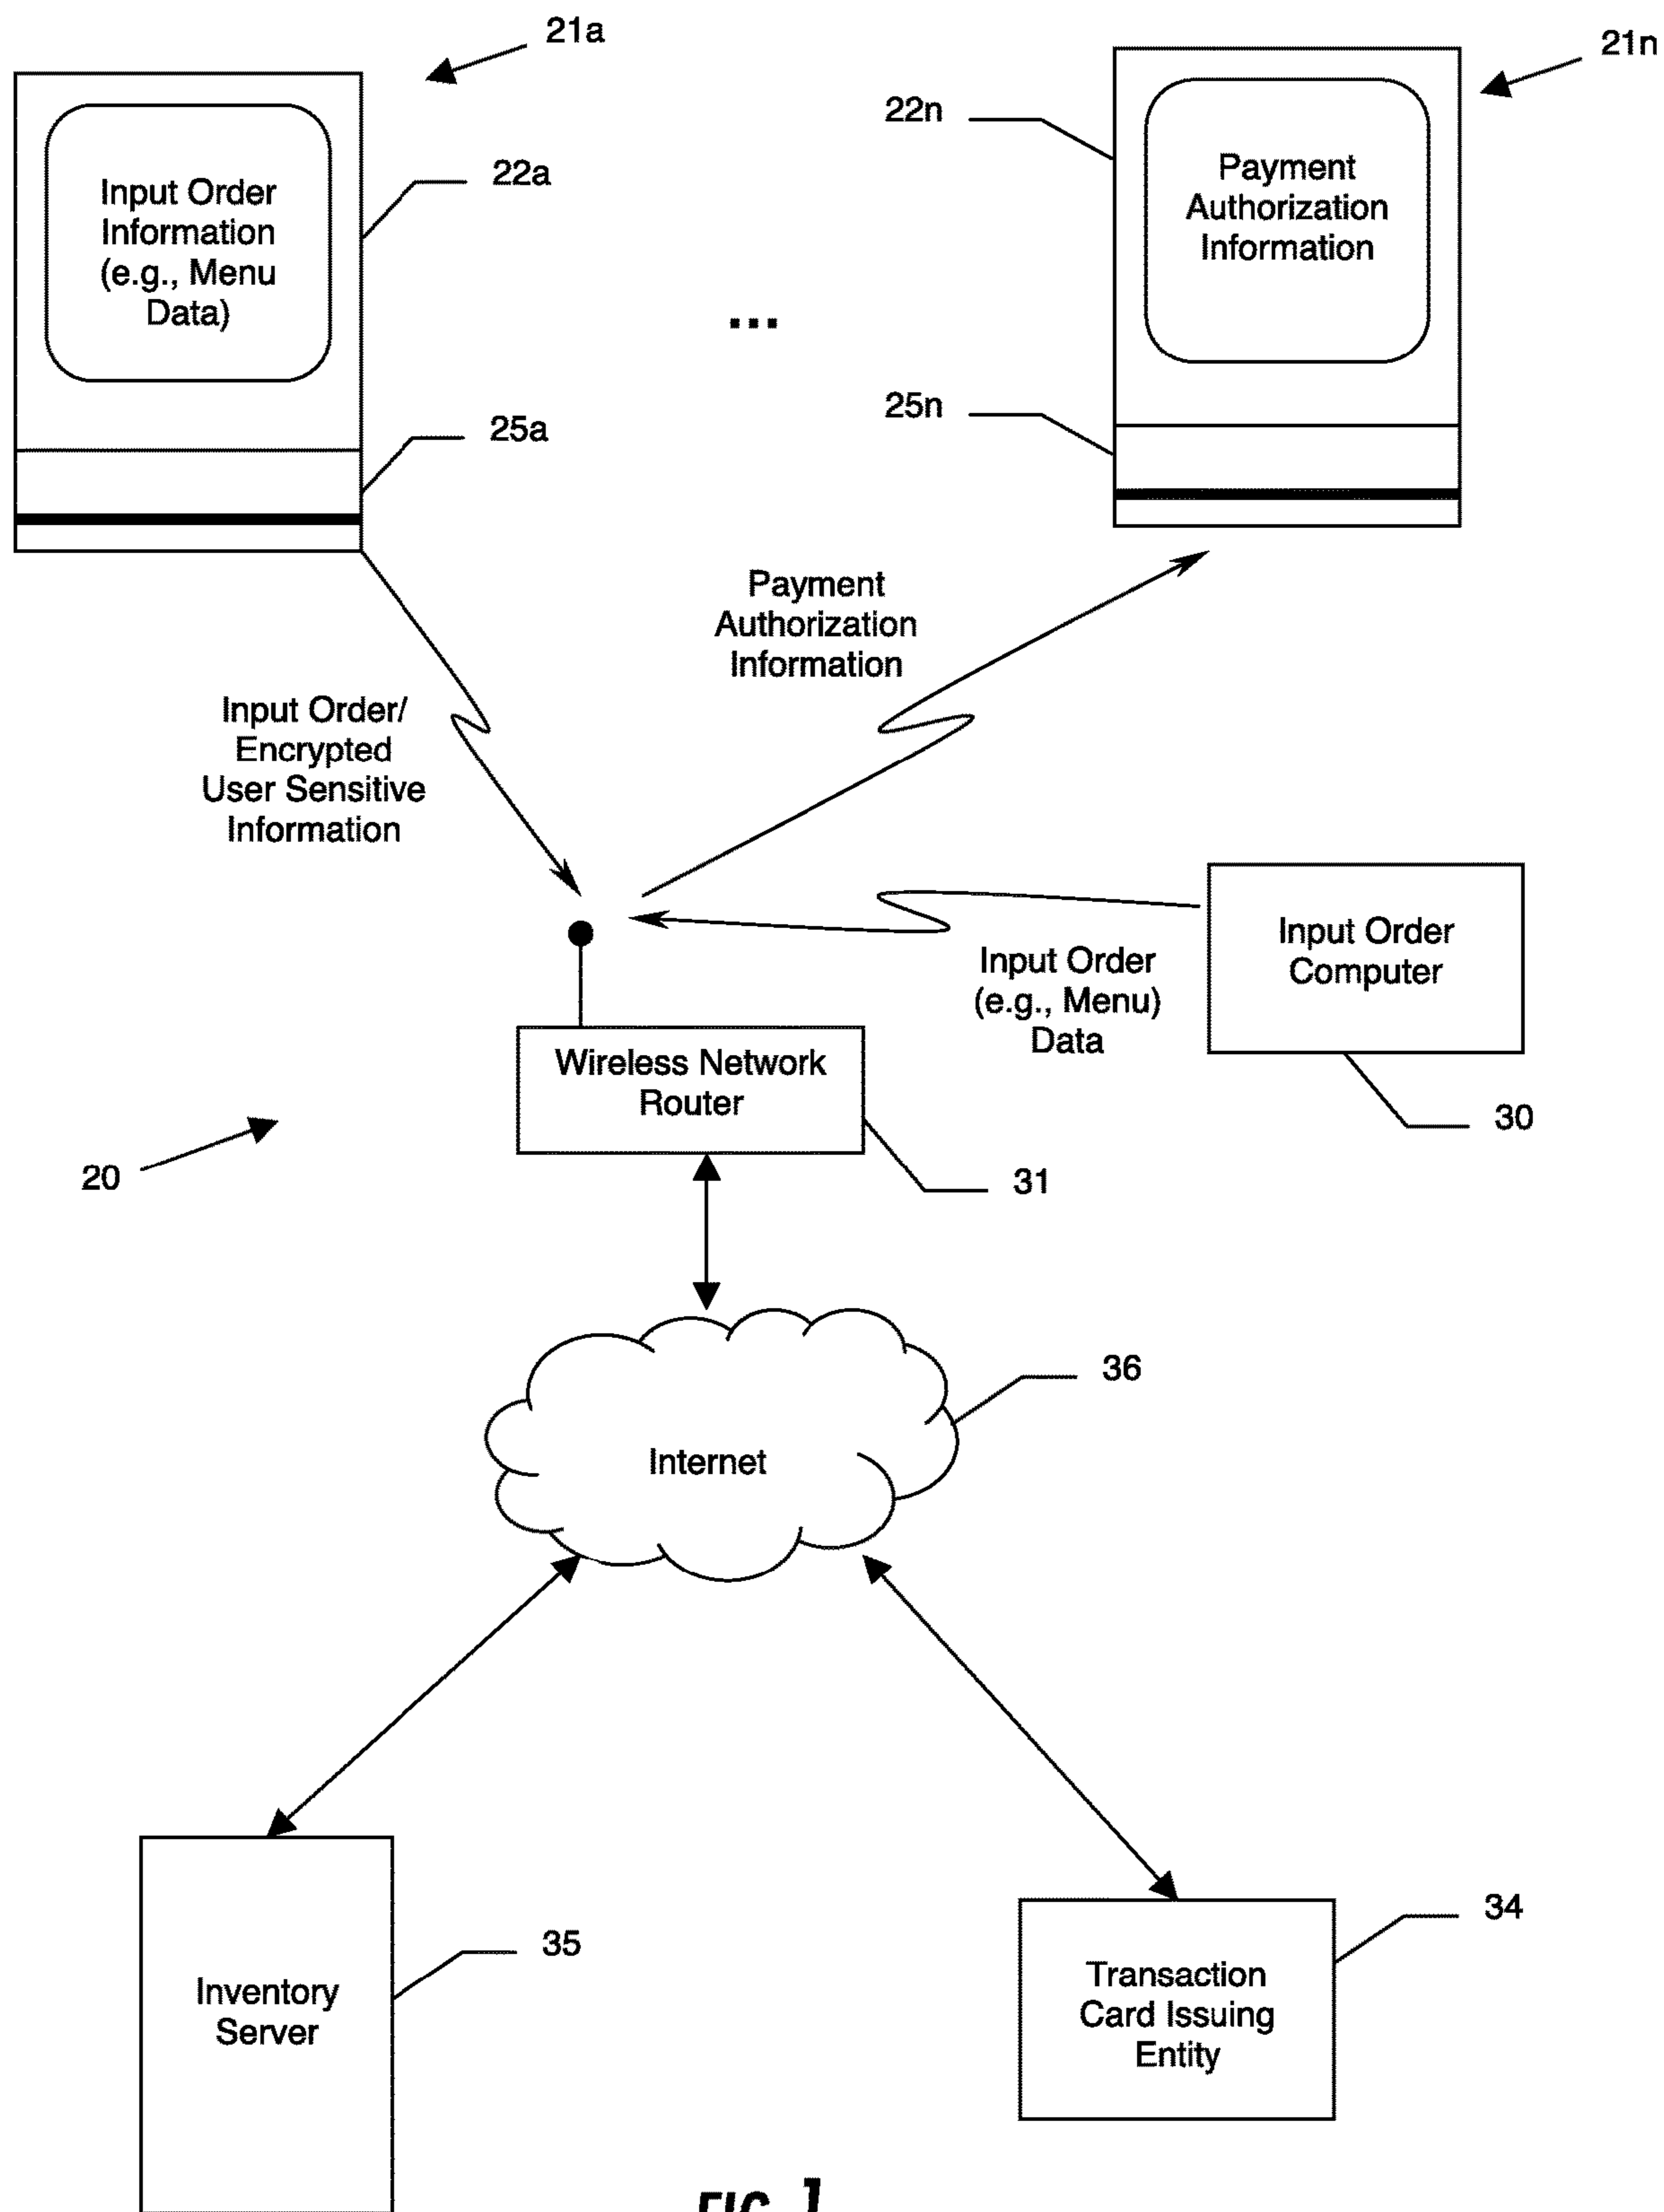 21a
21n
22n
Payment
Authorization
Information
22a
Input Order
Information
(e.g., Menu
Data)
...
25n
25a
Payment
Authorization
Information
Input Order/
Encrypted
User Sensitive
Information
Input Order
Computer
Input Order
(e.g., Menu)
Data
Wireless Network
Router
30
20
31
36
Internet
34
35
Transaction
Card Issuing
Entity
Inventory
Server
FIG. 1